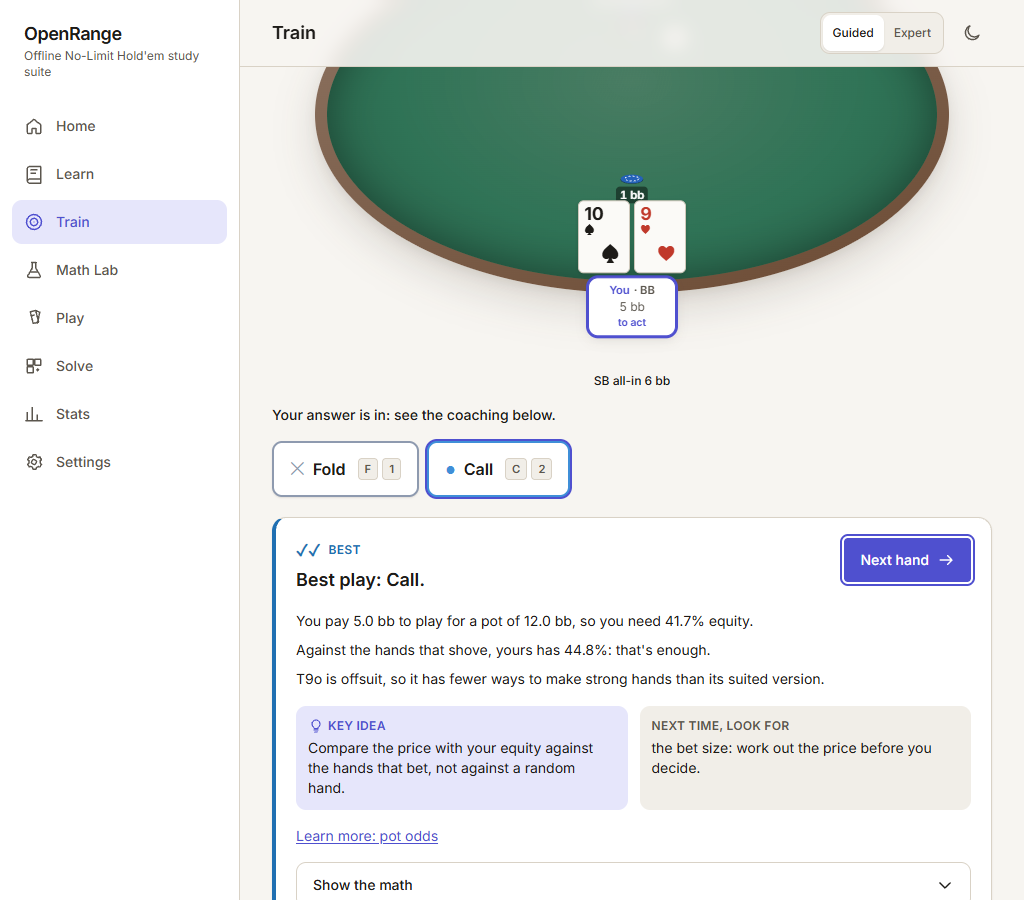 OpenRange
Offline No-Limit Hold'em study
suite
Home
Learn
Train
Math Lab
Play
Solve
Stats
Settings
Train
Guided
Expert
1 bb
10
9
You · BB
5 bb
to act
SB all-in 6 bb
Your answer is in: see the coaching below.
Fold F 1
Call C 2
BEST
Best play: Call.
Next hand
You pay 5.0 bb to play for a pot of 12.0 bb, so you need 41.7% equity.
Against the hands that shove, yours has 44.8%: that's enough.
T9o is offsuit, so it has fewer ways to make strong hands than its suited version.
KEY IDEA
Compare the price with your equity against
the hands that bet, not against a random
hand.
NEXT TIME, LOOK FOR
the bet size: work out the price before you
decide.
Learn more: pot odds
Show the math